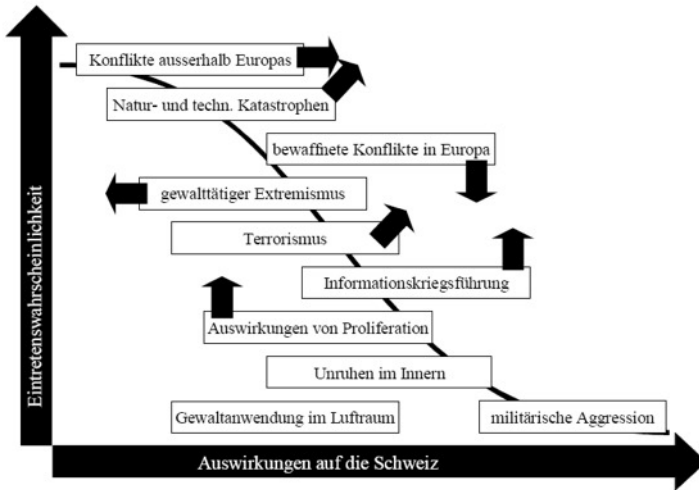 Konflikte ausserhalb Europas
Natur- und techn. Katastrophen
bewaffnete Konflikte in Europa
gewalttätiger Extremismus
Terrorismus
Informationskriegsführung
Auswirkungen von Proliferation
Unruhen im Innern
Gewaltanwendung im Luftraum
militärische Aggression
Eintretenswahrscheinlichkeit
Auswirkungen auf die Schweiz